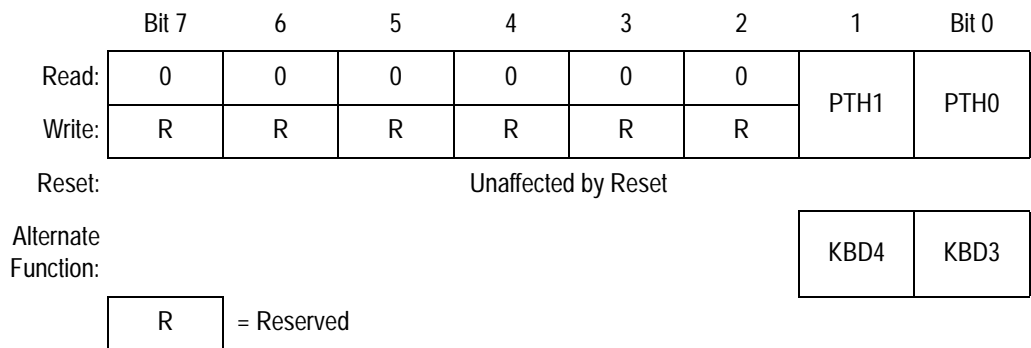 Bit 7 6 5 4 3 2 1 Bit 0
Read: 0 0 0 0 0 0 PTH1 PTH0
Write: R R R R R R
Reset: Unaffected by Reset
Alternate
Function: KBD4 KBD3
R = Reserved